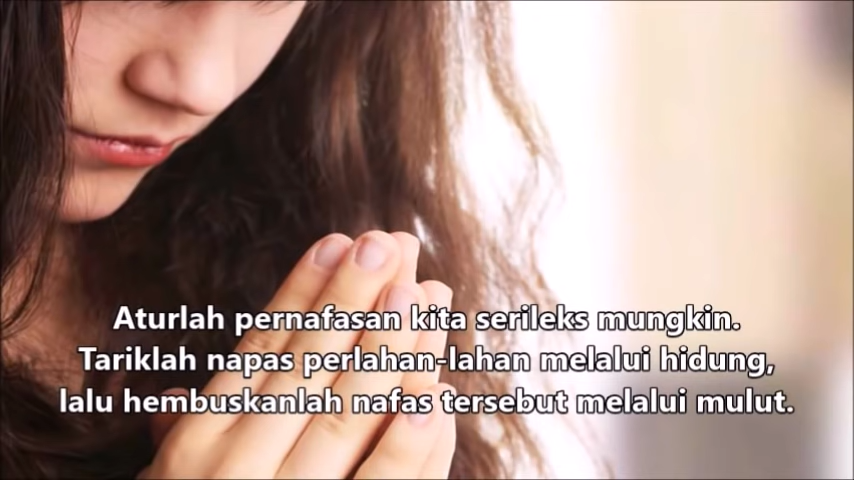 Aturlah pernafasan kita serileks mungkin.
Tariklah napas perlahan-lahan melalui hidung,
lalu hembuskanlah nafas tersebut melalui mulut.